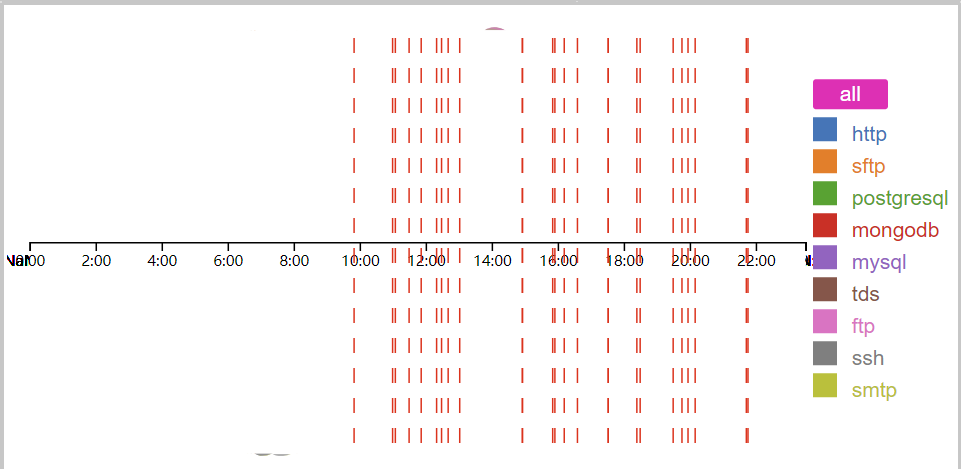 all
http
sftp
postgresql
mongodb
mysql
tds
ftp
ssh
smtp
2:00 4:00 6:00 8:00 10:00 12:00 14:00 16:00 18:00 20:00 22:00